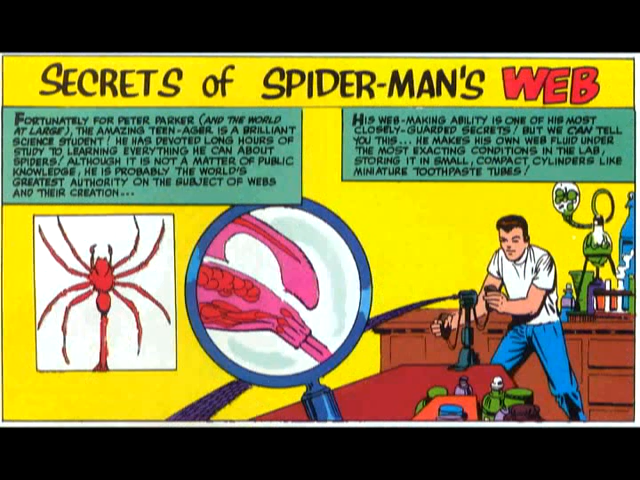 SECRETS of SPIDER-MAN'S WEB
FORTUNATELY FOR PETER PARKER (AND THE WORLD
AT LARGE), THE AMAZING TEEN-AGER IS A BRILLIANT
SCIENCE STUDENT! HE HAS DEVOTED LONG HOURS OF
STUDY TO LEARNING EVERYTHING HE CAN ABOUT
SPIDERS! ALTHOUGH IT IS NOT A MATTER OF PUBLIC
KNOWLEDGE, HE IS PROBABLY THE WORLD'S
GREATEST AUTHORITY ON THE SUBJECT OF WEBS
AND THEIR CREATION...
HIS WEB-MAKING ABILITY IS ONE OF HIS MOST
CLOSELY-GUARDED SECRETS! BUT WE CAN TELL
YOU THIS... HE MAKES HIS OWN WEB FLUID UNDER
THE MOST EXACTING CONDITIONS IN THE LAB,
STORING IT IN SMALL, COMPACT CYLINDERS LIKE
MINIATURE TOOTHPASTE TUBES!